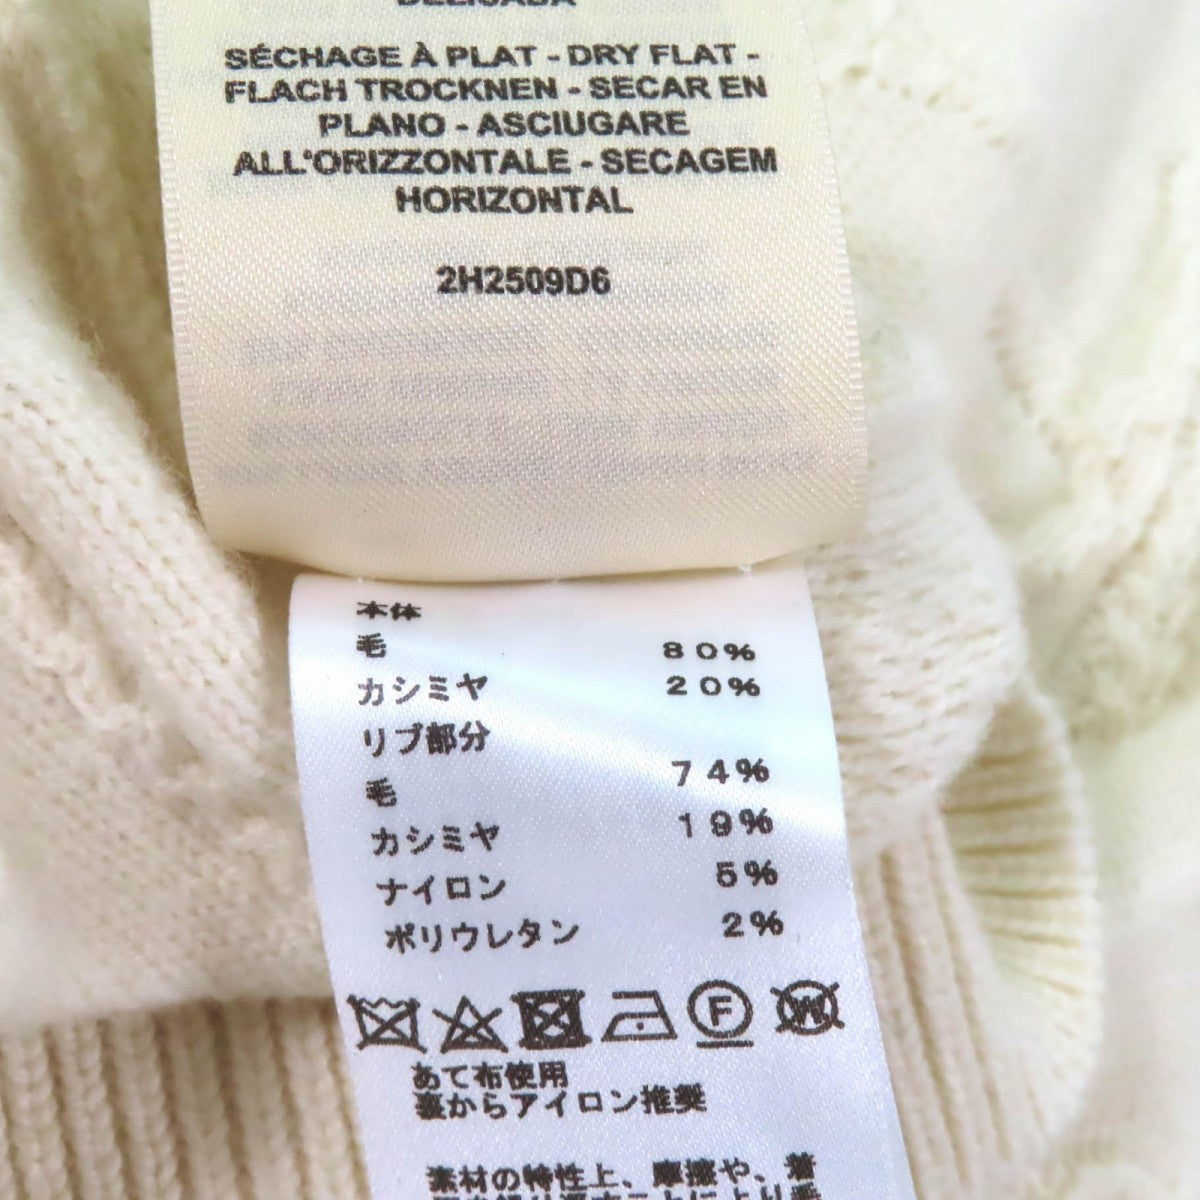 DELICADA
SÉCHAGE À PLAT - DRY FLAT -
FLACH TROCKNEN - SECAR EN
PLANO - ASCIUGARE
ALL'ORIZZONTALE - SECAGEM
HORIZONTAL
2H2509D6
本体
毛 80%
カシミヤ 20%
リブ部分
毛 74%
カシミヤ 19%
ナイロン 5%
ポリウレタン 2%
F W
あて布使用
裏からアイロン推奨
素材の特性上、摩擦や、着